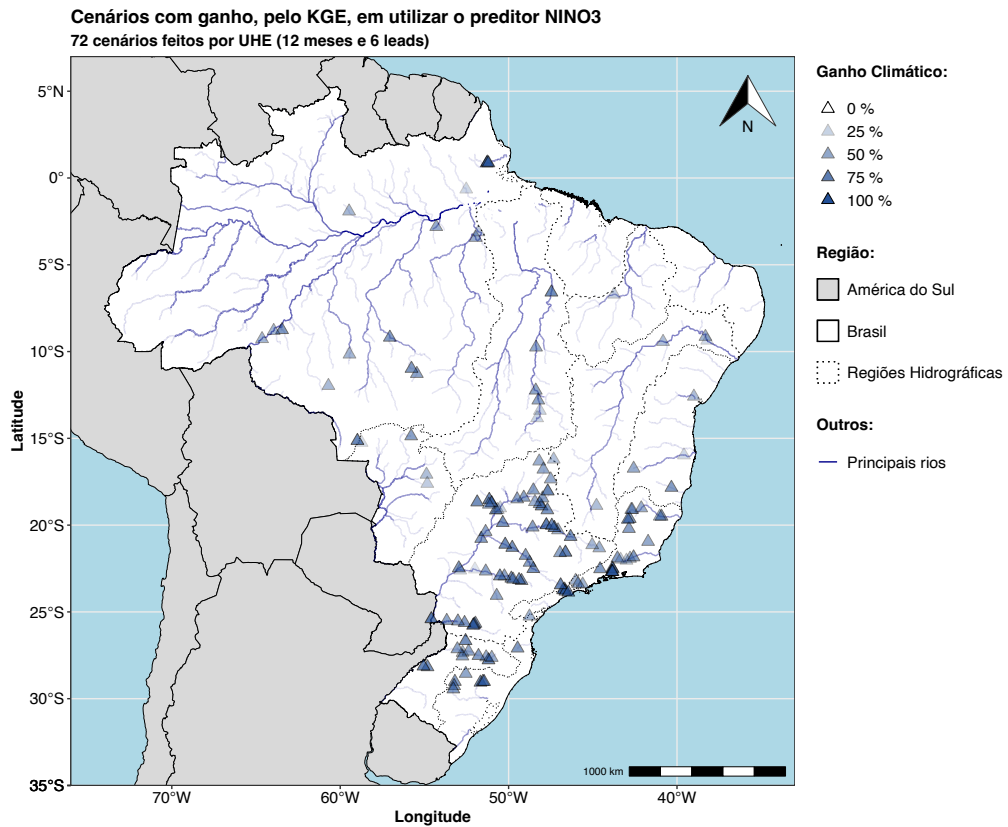 Cenários com ganho, pelo KGE, em utilizar o preditor NINO3
72 cenários feitos por UHE (12 meses e 6 leads)
5°N
0°
5°S
10°S
15°S
20°S
25°S
30°S
35°S
Latitude
70°W
60°W
50°W
40°W
Longitude
N
1000 km
Ganho Climático:
0 %
25 %
50 %
75 %
100 %
Região:
América do Sul
Brasil
Regiões Hidrográficas
Outros:
Principais rios